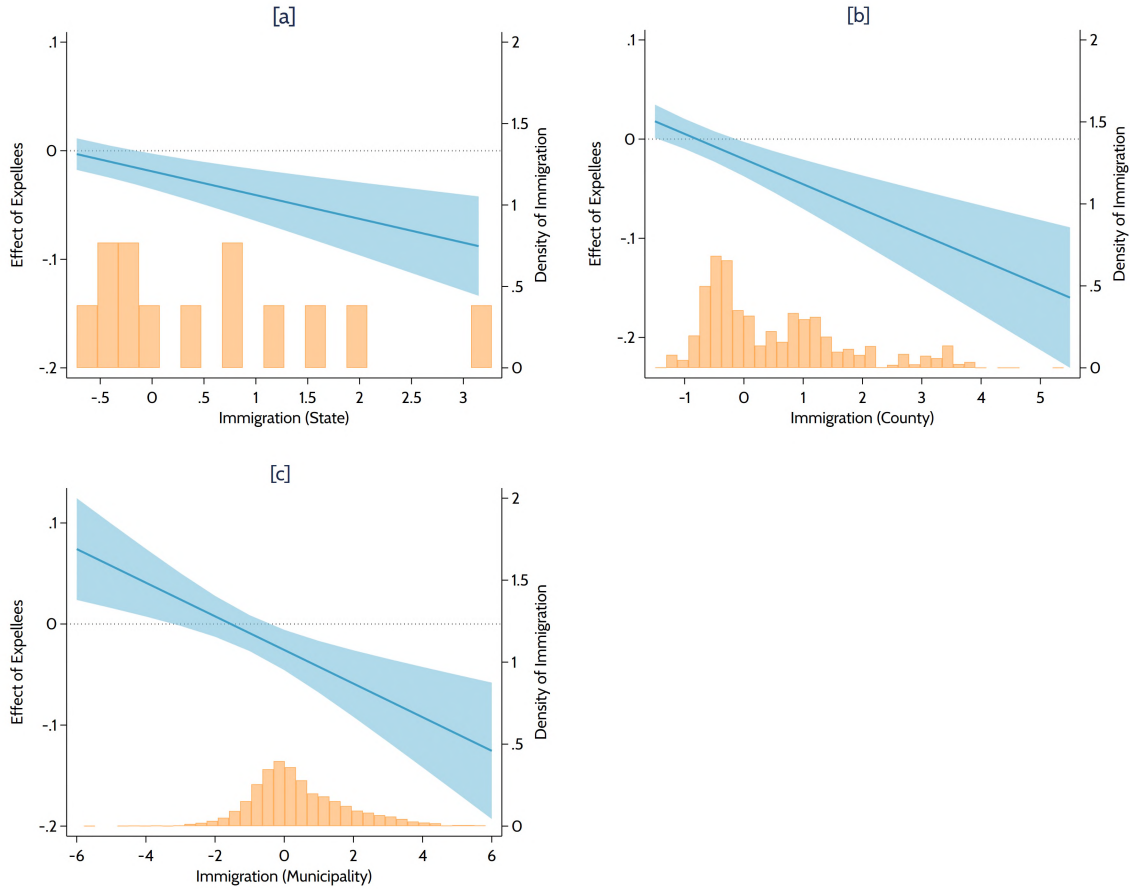 [a]
.1
0
-.1
-.2
Effect of Expellees
2
1.5
1
.5
0
Density of Immigration
-.5 0 .5 1 1.5 2 2.5 3
Immigration (State)
[b]
.1
0
-.1
-.2
Effect of Expellees
2
1.5
1
.5
0
Density of Immigration
-1 0 1 2 3 4 5
Immigration (County)
[c]
.1
0
-.1
-.2
Effect of Expellees
2
1.5
1
.5
0
Density of Immigration
-6 -4 -2 0 2 4 6
Immigration (Municipality)